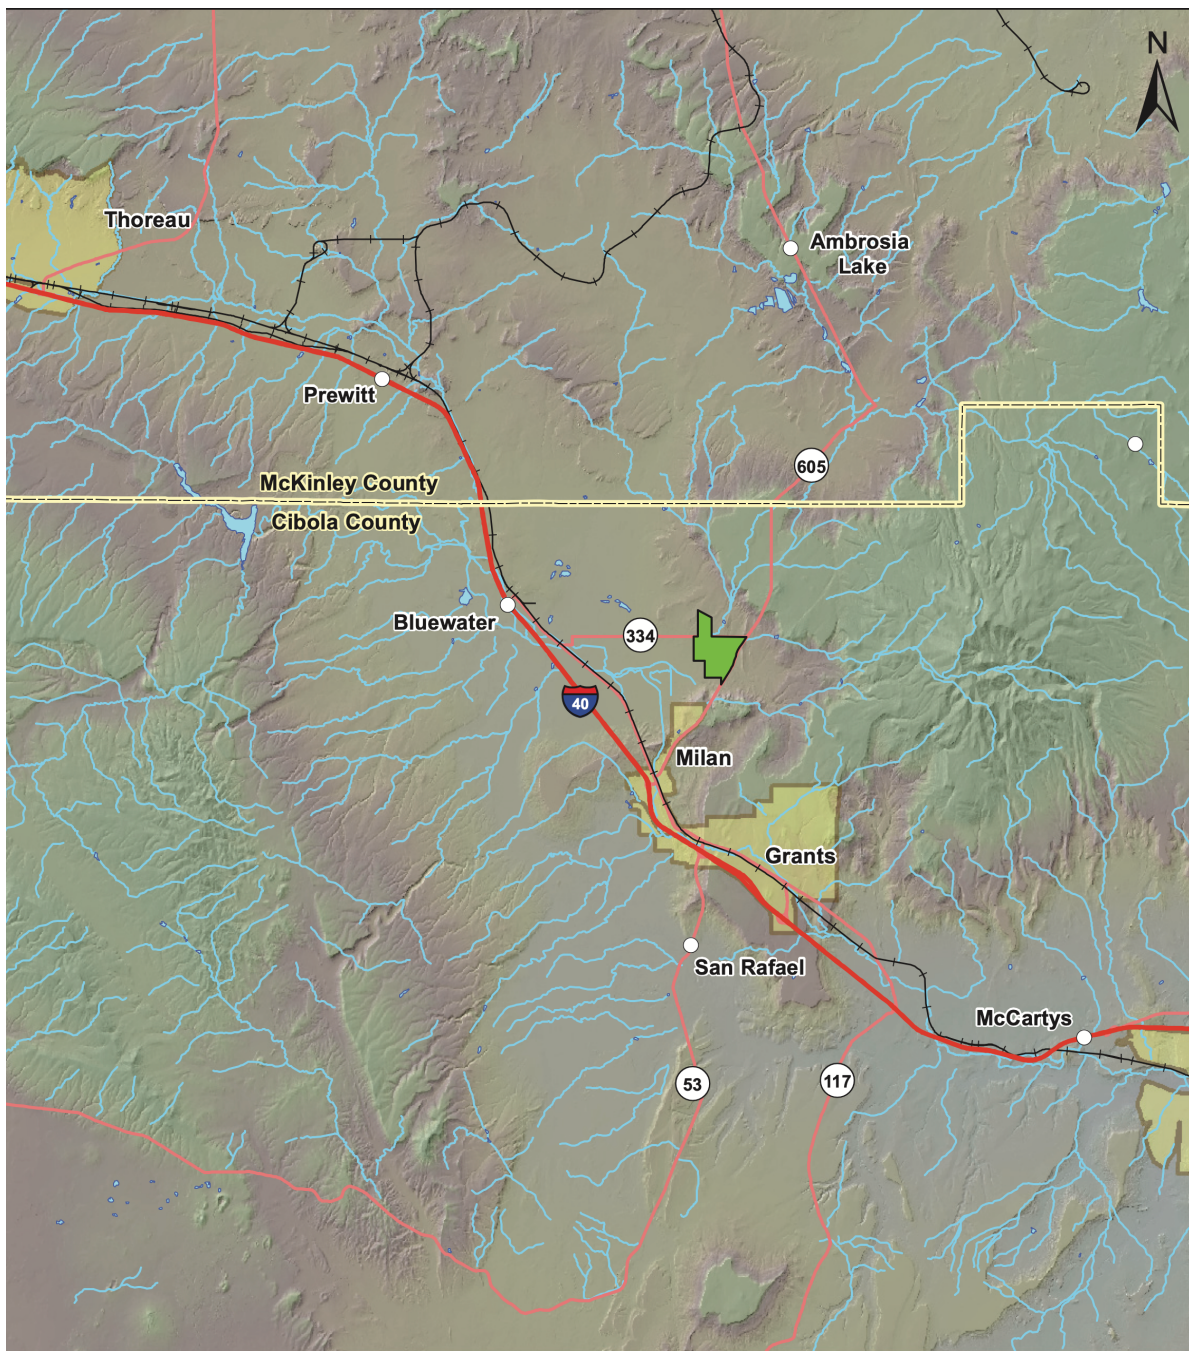 N
Thoreau
Ambrosia
Lake
Prewitt
605
McKinley County
Cibola County
Bluewater
334
40
Milan
Grants
San Rafael
McCartys
53
117